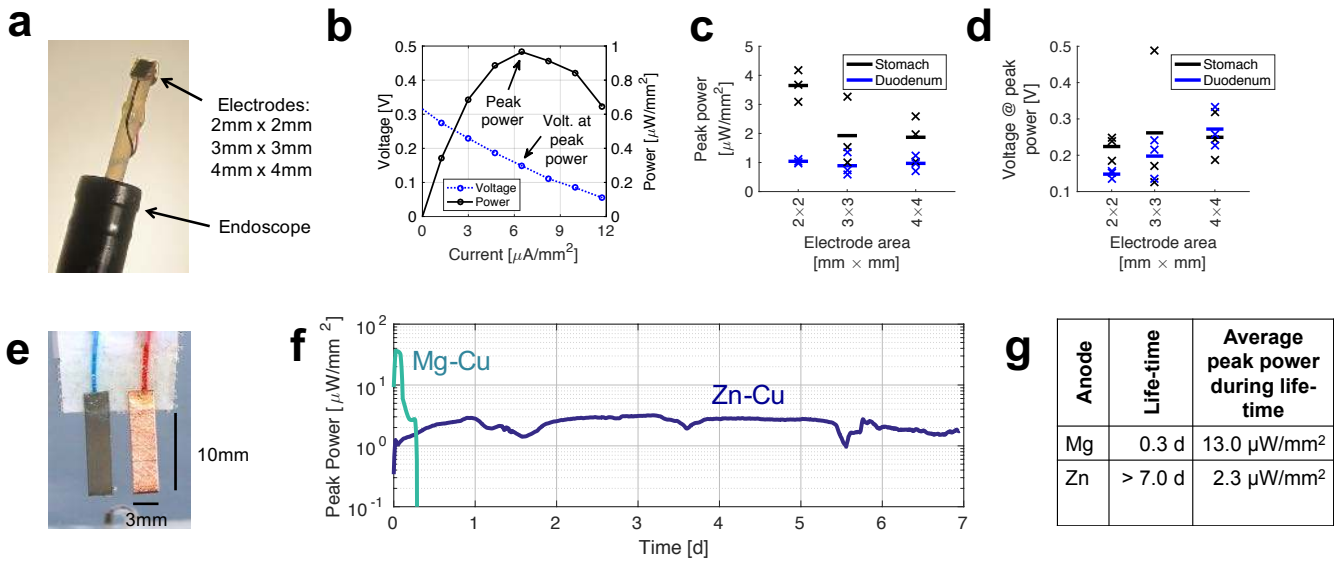 a
Electrodes:
2mm x 2mm
3mm x 3mm
4mm x 4mm
Endoscope
b
0.5
0.4
0.3
0.2
0.1
0
Voltage [V]
1
0.8
0.6
0.4
0.2
0
Power [μW/mm²]
Peak
power
Volt. at
peak
power
Voltage
Power
0 3 6 9 12
Current [μA/mm²]
c
5
4
3
2
1
0
Peak power
[μW/mm²]
Stomach
Duodenum
2×2
3×3
4×4
Electrode area
[mm × mm]
d
0.5
0.4
0.3
0.2
0.1
Voltage @ peak
power [V]
Stomach
Duodenum
2×2
3×3
4×4
Electrode area
[mm × mm]
e
10mm
3mm
f
Peak Power [ μW/mm ²]
10²
10¹
10⁰
10⁻¹
Mg-Cu
Zn-Cu
0 1 2 3 4 5 6 7
Time [d]
g
Anode
Life-time
Average
peak power
during life-
time
Mg 0.3 d 13.0 μW/mm²
Zn > 7.0 d 2.3 μW/mm²